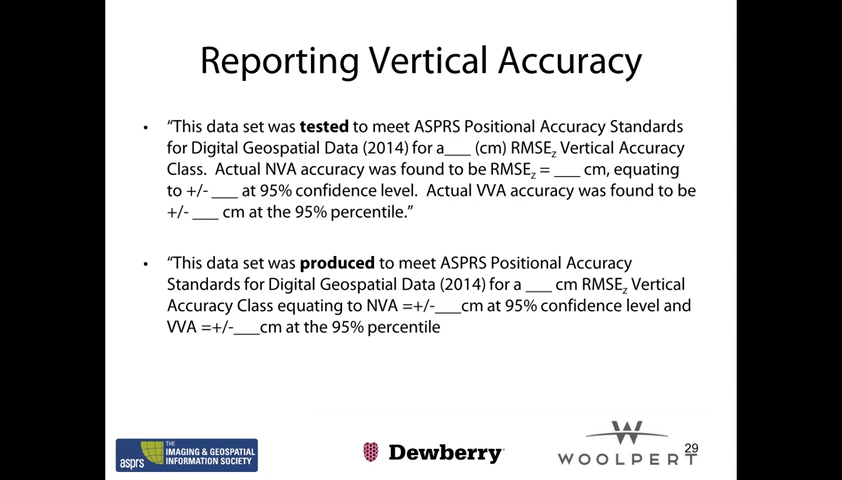 Reporting Vertical Accuracy
• “This data set was tested to meet ASPRS Positional Accuracy Standards
for Digital Geospatial Data (2014) for a___ (cm) RMSEz Vertical Accuracy
Class. Actual NVA accuracy was found to be RMSEz = ___ cm, equating
to +/- ___ at 95% confidence level. Actual VVA accuracy was found to be
+/- ___ cm at the 95% percentile.”
• “This data set was produced to meet ASPRS Positional Accuracy
Standards for Digital Geospatial Data (2014) for a ___ cm RMSEz Vertical
Accuracy Class equating to NVA =+/-___cm at 95% confidence level and
VVA =+/-___cm at the 95% percentile
asprs
THE
IMAGING & GEOSPATIAL
INFORMATION SOCIETY
Dewberry
WOOLPERT
29